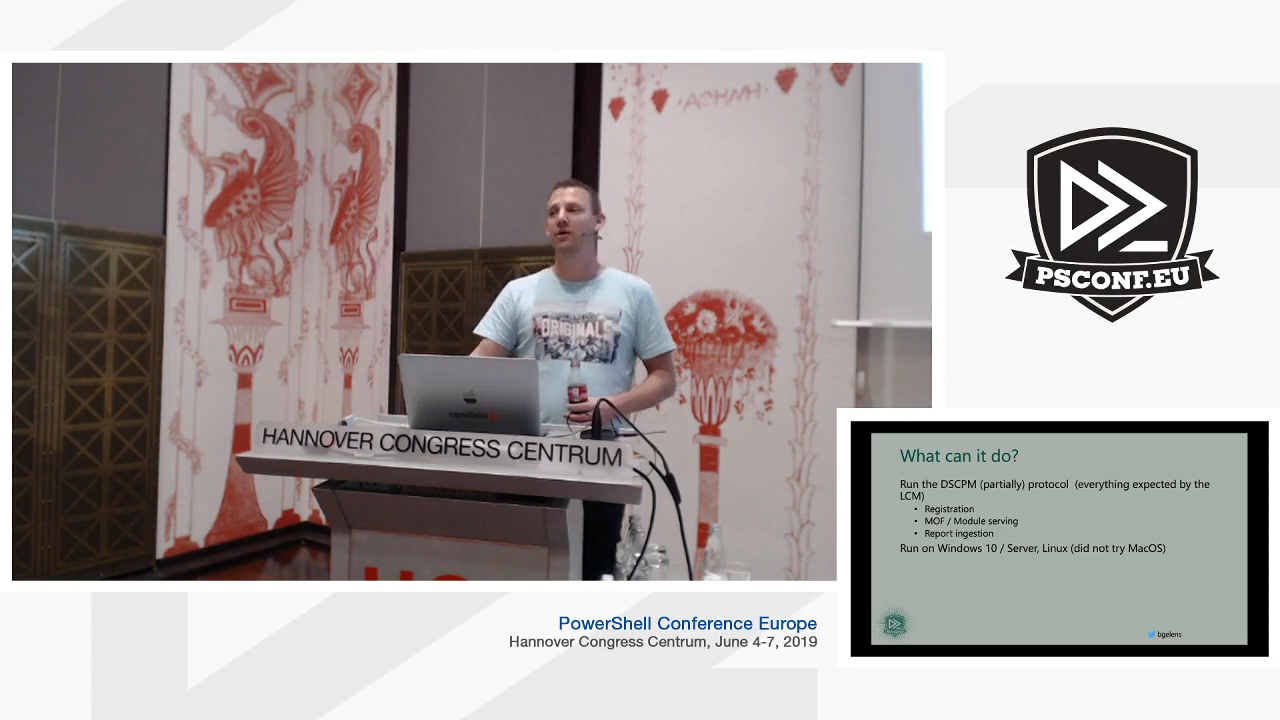 ORIGINALS
HANNOVER CONGRESS CENTRUM
PSCONF.EU
What can it do?
Run the DSCPM (partially) protocol (everything expected by the
LCM)
• Registration
• MOF / Module serving
• Report ingestion
Run on Windows 10 / Server, Linux (did not try MacOS)
bgelens
PowerShell Conference Europe
Hannover Congress Centrum, June 4-7, 2019